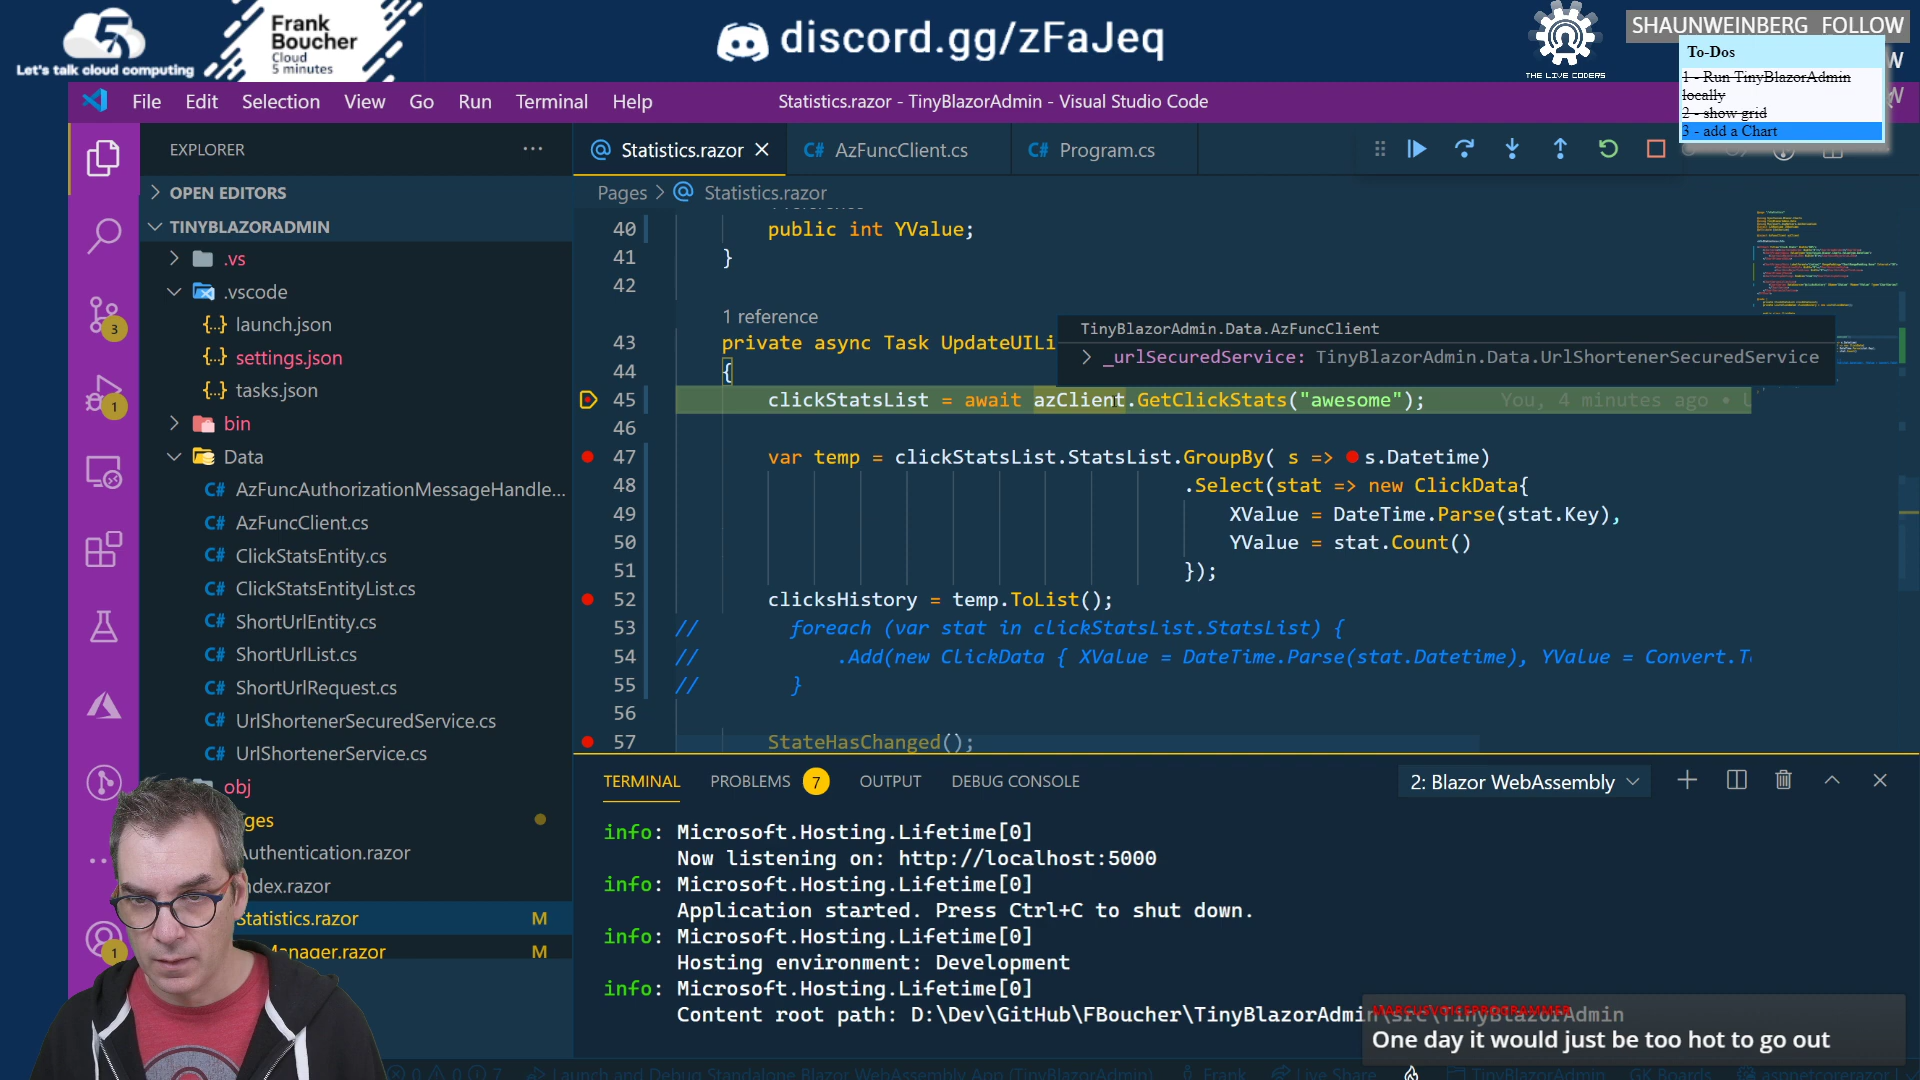 5
Let's talk cloud computing
Frank
Boucher
Cloud
5 minutes
discord.gg/zFaJeq
THE LIVE CODERS
SHAUNWEINBERG FOLLOW
To-Dos
1 - Run TinyBlazorAdmin
locally
2 - show grid
3 - add a Chart
File Edit Selection View Go Run Terminal Help
Statistics.razor - TinyBlazorAdmin - Visual Studio Code
EXPLORER
OPEN EDITORS
TINYBLAZORADMIN
.vs
.vscode
{..} launch.json
{..} settings.json
{..} tasks.json
bin
Data
C# AzFuncAuthorizationMessageHandle...
C# AzFuncClient.cs
C# ClickStatsEntity.cs
C# ClickStatsEntityList.cs
C# ShortUrlEntity.cs
C# ShortUrlList.cs
C# ShortUrlRequest.cs
C# UrlShortenerSecuredService.cs
C# UrlShortenerService.cs
obj
ges
Authentication.razor
ndex.razor
Statistics.razor M
Manager.razor M
3
1
1
Statistics.razor
C# AzFuncClient.cs
C# Program.cs
Pages > Statistics.razor
40 public int YValue;
41 }
42
1 reference
43 private async Task UpdateUILi
44 {
45 clickStatsList = await azClient.GetClickStats("awesome"); You, 4 minutes ago • U
46
47 var temp = clickStatsList.StatsList.GroupBy( s => s.Datetime)
48 .Select(stat => new ClickData{
49 XValue = DateTime.Parse(stat.Key),
50 YValue = stat.Count()
51 });
52 clicksHistory = temp.ToList();
53 // foreach (var stat in clickStatsList.StatsList) {
54 // .Add(new ClickData { XValue = DateTime.Parse(stat.Datetime), YValue = Convert.T
55 // }
56
57 StateHasChanged();
TinyBlazorAdmin.Data.AzFuncClient
> _urlSecuredService: TinyBlazorAdmin.Data.UrlShortenerSecuredService
TERMINAL PROBLEMS 7 OUTPUT DEBUG CONSOLE
2: Blazor WebAssembly
info: Microsoft.Hosting.Lifetime[0]
Now listening on: http://localhost:5000
info: Microsoft.Hosting.Lifetime[0]
Application started. Press Ctrl+C to shut down.
info: Microsoft.Hosting.Lifetime[0]
Hosting environment: Development
info: Microsoft.Hosting.Lifetime[0]
Content root path: D:\Dev\GitHub\FBoucher\TinyBlazorAdmin\src\TinyBlazorAdmin
One day it would just be too hot to go out
0 0 7 Launch and Debug Standalone Blazor WebAssembly App (TinyBlazorAdmin) Frank Live Share TinyBlazorAdmin GK Boards aspnetcorerazor